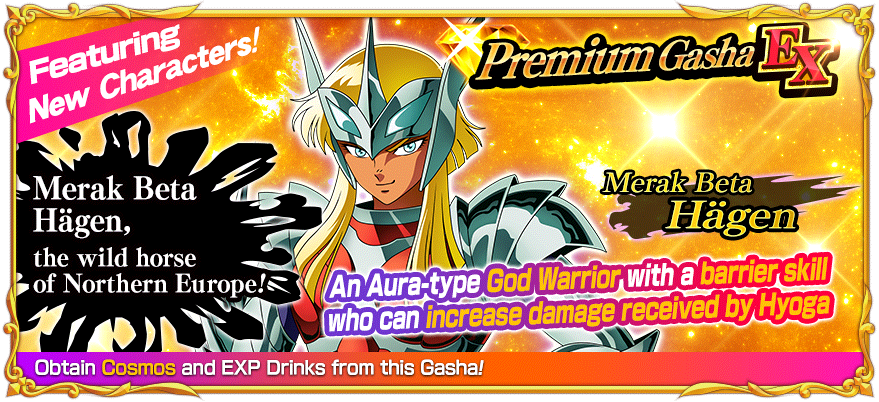 Featuring
New Characters!
Premium Gasha EX
Merak Beta
Hägen,
the wild horse
of Northern Europe!
Merak Beta
Hägen
An Aura-type God Warrior with a barrier skill
who can increase damage received by Hyoga
Obtain Cosmos and EXP Drinks from this Gasha!